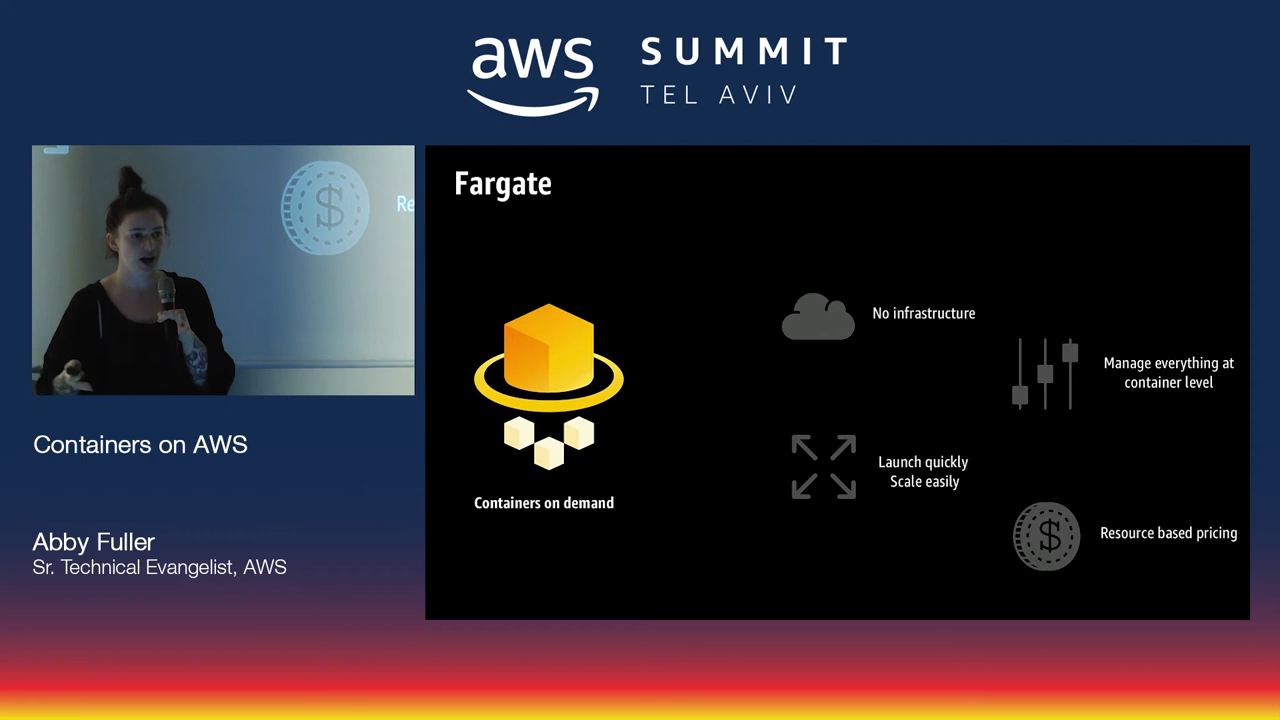 aws
SUMMIT
TEL AVIV
$
Re
Containers on AWS
Abby Fuller
Sr. Technical Evangelist, AWS
Fargate
Containers on demand
No infrastructure
Manage everything at
container level
Launch quickly
Scale easily
$
Resource based pricing